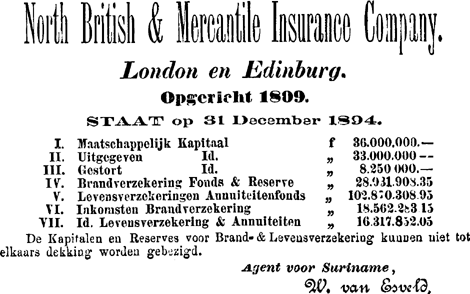 North British & Mercantile Insurance Company.
London en Edinburg.
Opgericht 1809.
STAAT op 31 December 1894.
I. Maatschappelijk Kapitaal f 36.000.000.—
II. Uitgegeven Id. „ 33.000.000 --
III. Gestort Id. „ 8.250 000.—
IV. Brandverzekering Fonds & Reserve „ 28.931.908.35
V. Levensverzekeringen Annuiteitenfonds „ 102.870.308.95
VI. Inkomsten Brandverzekering „ 18.562.283 15
VII. Id. Levensverzekering & Annuiteiten „ 16.317.852.05
De Kapitalen en Reserves voor Brand- & Levensverzekering kunnen niet tot
elkaars dekking worden gebezigd.
Agent voor Suriname,
W. van Esveld.